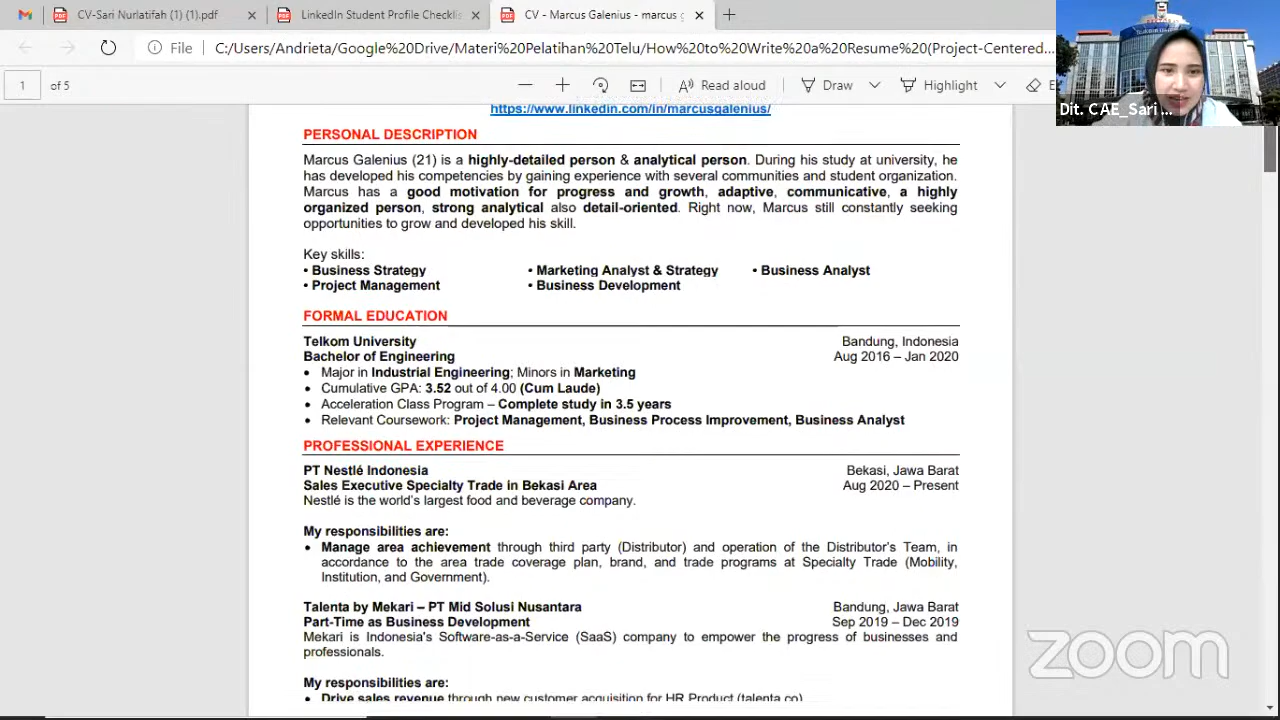 CV-Sari Nurlatifah (1) (1).pdf
LinkedIn Student Profile Checklis
CV - Marcus Galenius - marcus g
File
C:/Users/Andrieta/Google%20Drive/Materi%20Pelatihan%20Telu/How%20to%20Write%20a%20Resume%20(Project-Centered...
1 of 5
Read aloud
Draw
Highlight
Dit. CAE_Sari ...
https://www.linkedin.com/in/marcusgalenius/
PERSONAL DESCRIPTION
Marcus Galenius (21) is a highly-detailed person & analytical person. During his study at university, he
has developed his competencies by gaining experience with several communities and student organization.
Marcus has a good motivation for progress and growth, adaptive, communicative, a highly
organized person, strong analytical also detail-oriented. Right now, Marcus still constantly seeking
opportunities to grow and developed his skill.
Key skills:
• Business Strategy • Marketing Analyst & Strategy • Business Analyst
• Project Management • Business Development
FORMAL EDUCATION
Telkom University Bandung, Indonesia
Bachelor of Engineering Aug 2016 – Jan 2020
• Major in Industrial Engineering; Minors in Marketing
• Cumulative GPA: 3.52 out of 4.00 (Cum Laude)
• Acceleration Class Program – Complete study in 3.5 years
• Relevant Coursework: Project Management, Business Process Improvement, Business Analyst
PROFESSIONAL EXPERIENCE
PT Nestlé Indonesia Bekasi, Jawa Barat
Sales Executive Specialty Trade in Bekasi Area Aug 2020 – Present
Nestlé is the world's largest food and beverage company.
My responsibilities are:
• Manage area achievement through third party (Distributor) and operation of the Distributor's Team, in
accordance to the area trade coverage plan, brand, and trade programs at Specialty Trade (Mobility,
Institution, and Government).
Talenta by Mekari – PT Mid Solusi Nusantara Bandung, Jawa Barat
Part-Time as Business Development Sep 2019 – Dec 2019
Mekari is Indonesia's Software-as-a-Service (SaaS) company to empower the progress of businesses and
professionals.
My responsibilities are:
• Drive sales revenue through new customer acquisition for HR Product (talenta.co)
zoom